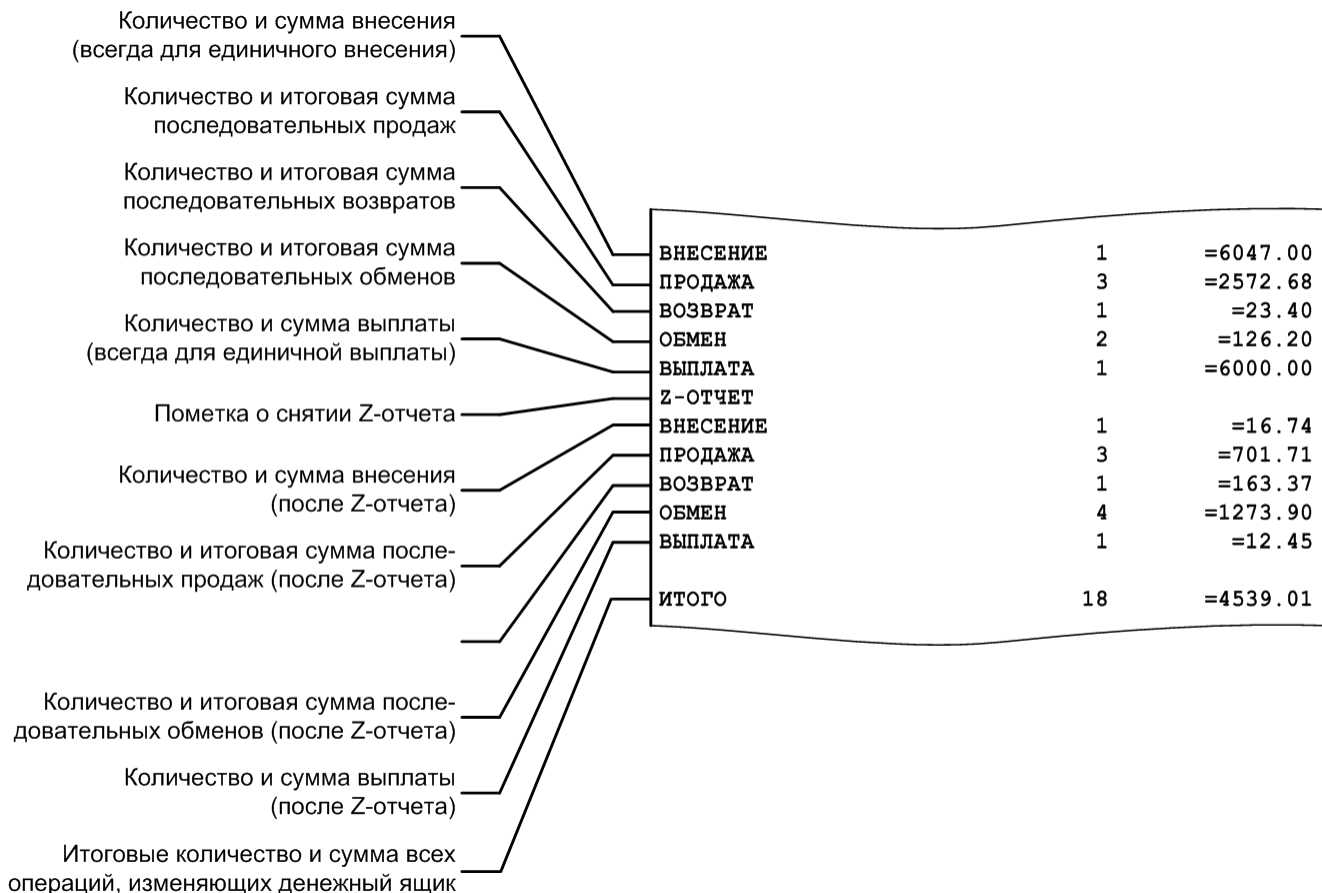 Количество и сумма внесения
(всегда для единичного внесения)
Количество и итоговая сумма
последовательных продаж
Количество и итоговая сумма
последовательных возвратов
Количество и итоговая сумма
последовательных обменов
Количество и сумма выплаты
(всегда для единичной выплаты)
Пометка о снятии Z-отчета
Количество и сумма внесения
(после Z-отчета)
Количество и итоговая сумма после-
довательных продаж (после Z-отчета)
Количество и итоговая сумма после-
довательных обменов (после Z-отчета)
Количество и сумма выплаты
(после Z-отчета)
Итоговые количество и сумма всех
операций, изменяющих денежный ящик
ВНЕСЕНИЕ 1 =6047.00
ПРОДАЖА 3 =2572.68
ВОЗВРАТ 1 =23.40
ОБМЕН 2 =126.20
ВЫПЛАТА 1 =6000.00
Z-ОТЧЕТ
ВНЕСЕНИЕ 1 =16.74
ПРОДАЖА 3 =701.71
ВОЗВРАТ 1 =163.37
ОБМЕН 4 =1273.90
ВЫПЛАТА 1 =12.45
ИТОГО 18 =4539.01